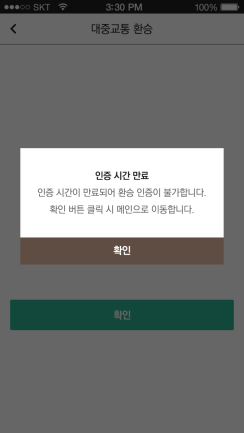 ●●●○○ SKT 3:30 PM 100%
대중교통 환승
인증 시간 만료
인증 시간이 만료되어 환승 인증이 불가합니다.
확인 버튼 클릭 시 메인으로 이동합니다.
확인
확인